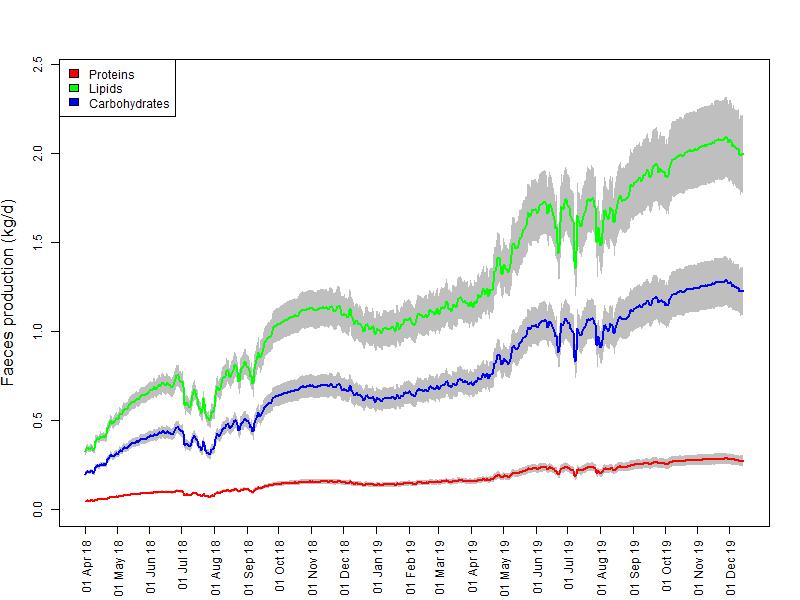 Proteins
Lipids
Carbohydrates
Faeces production (kg/d)
2.5
2.0
1.5
1.0
0.5
0.0
01 Apr 18
01 May 18
01 Jun 18
01 Jul 18
01 Aug 18
01 Sep 18
01 Oct 18
01 Nov 18
01 Dec 18
01 Jan 19
01 Feb 19
01 Mar 19
01 Apr 19
01 May 19
01 Jun 19
01 Jul 19
01 Aug 19
01 Sep 19
01 Oct 19
01 Nov 19
01 Dec 19